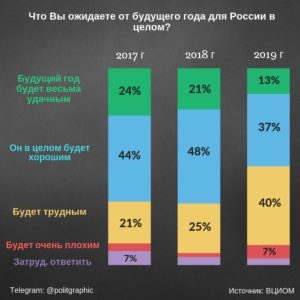 Что Вы ожидаете от будущего года для России в
целом?
2017 г 2018 г 2019 г
Будущий год
будет весьма
удачным
24% 21% 13%
Он в целом будет
хорошим
44% 48% 37%
Будет трудным
21% 25% 40%
Будет очень плохим
7%
Затруд. ответить
7%
Telegram: @politgraphic Источник: ВЦИОМ